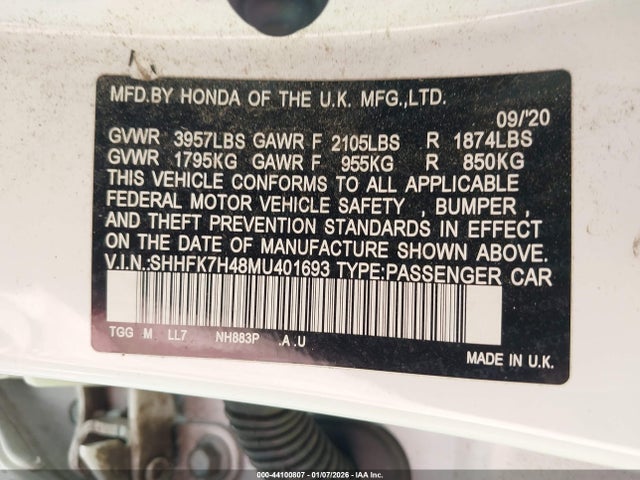 MFD.BY HONDA OF THE U.K. MFG.,LTD.
09/'20
GVWR 3957LBS GAWR F 2105LBS R 1874LBS
GVWR 1795KG GAWR F 955KG R 850KG
THIS VEHICLE CONFORMS TO ALL APPLICABLE
FEDERAL MOTOR VEHICLE SAFETY , BUMPER ,
AND THEFT PREVENTION STANDARDS IN EFFECT
ON THE DATE OF MANUFACTURE SHOWN ABOVE.
V.I.N.:SHHFK7H48MU401693 TYPE:PASSENGER CAR
TGG M LL7 NH883P .A.U
MADE IN U.K.
000-44100807 - 01/07/2026 - IAA Inc.